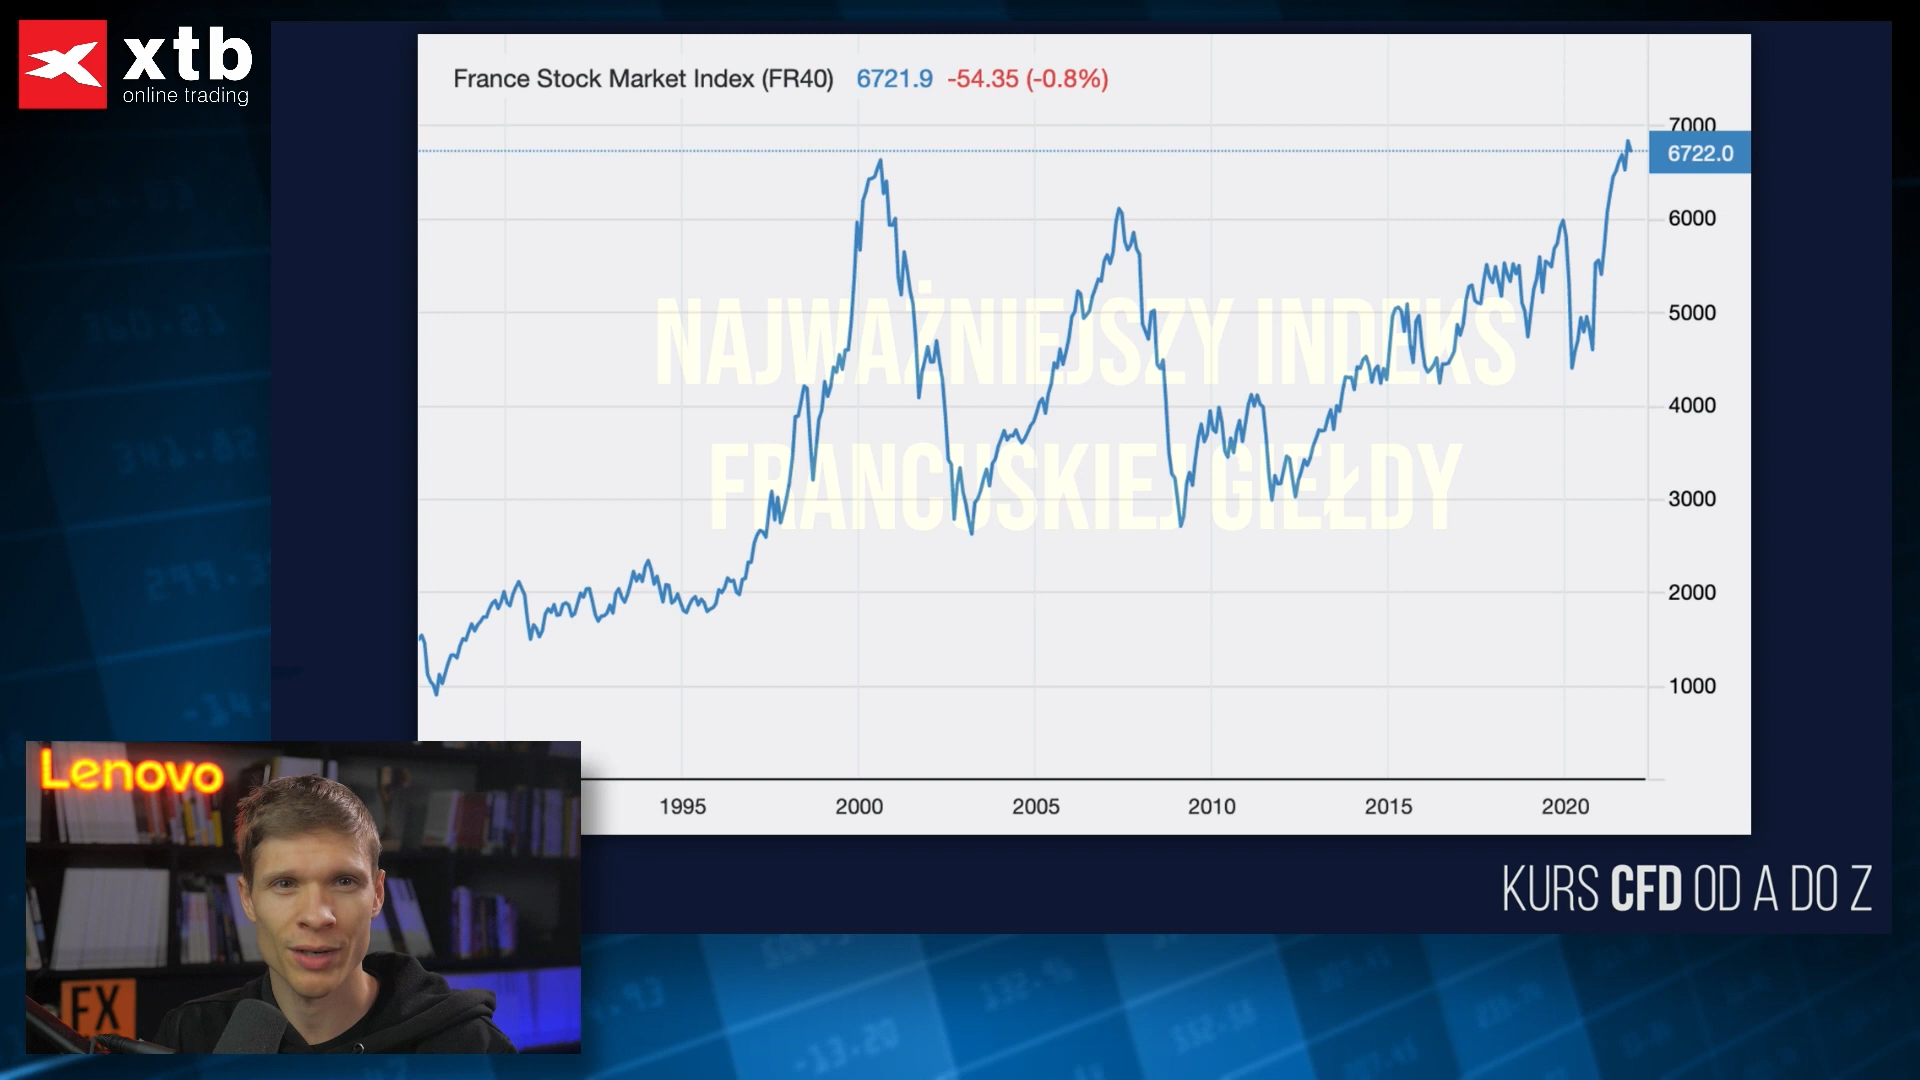 xtb
online trading
France Stock Market Index (FR40) 6721.9 -54.35 (-0.8%)
7000
6722.0
6000
5000
4000
3000
2000
1000
NAJWAŻNIEJSZY INDEKS
FRANCUSKIEJ GIEŁDY
1995 2000 2005 2010 2015 2020
Lenovo
FX
KURS CFD OD A DO Z